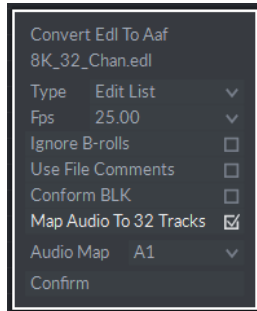 Convert Edl To Aaf
8K_32_Chan.edl
Type Edit List
Fps 25.00
Ignore B-rolls
Use File Comments
Conform BLK
Map Audio To 32 Tracks
Audio Map A1
Confirm